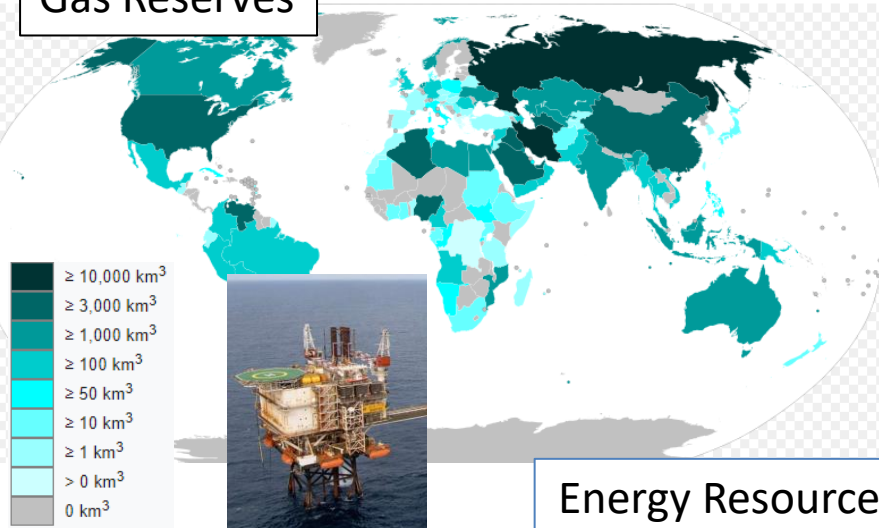 Gas Reserves
≥ 10,000 km³
≥ 3,000 km³
≥ 1,000 km³
≥ 100 km³
≥ 50 km³
≥ 10 km³
≥ 1 km³
> 0 km³
0 km³
Energy Resource